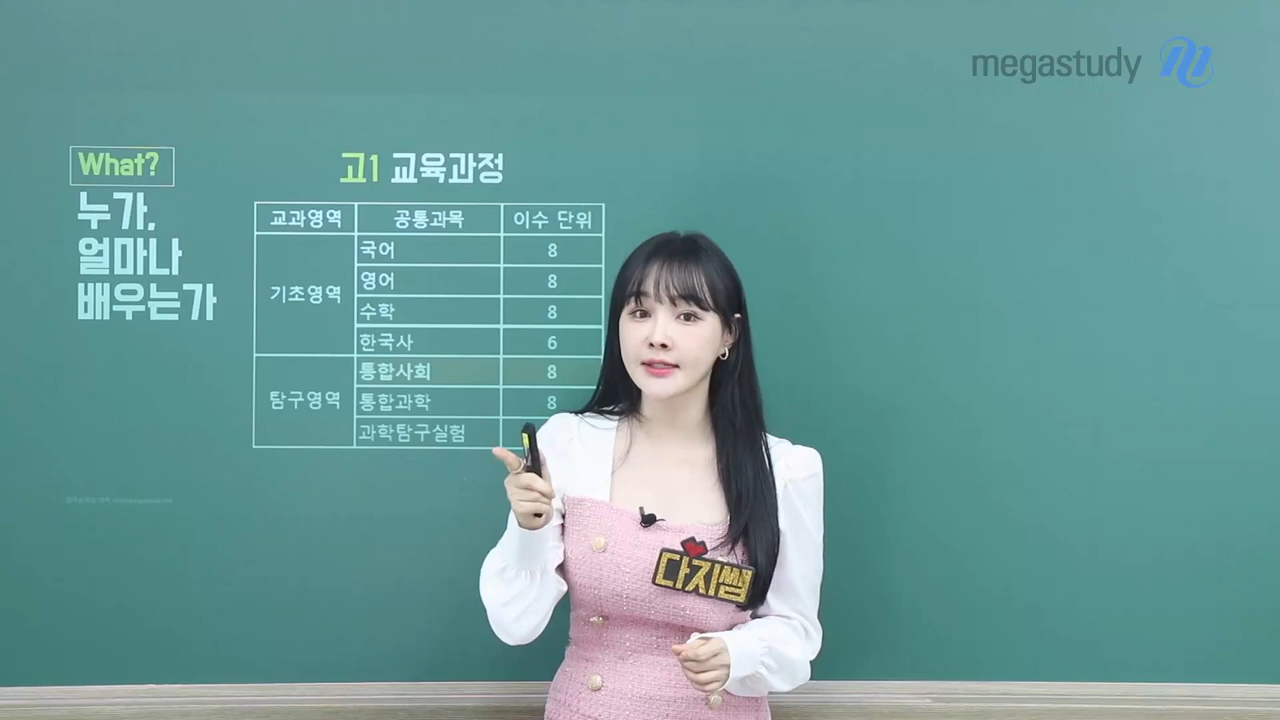 megastudy
What?
누가,
얼마나
배우는가
고1 교육과정
교과영역 공통과목 이수 단위
기초영역 국어 8
영어 8
수학 8
한국사 6
탐구영역 통합사회 8
통합과학 8
과학탐구실험
다지쌤